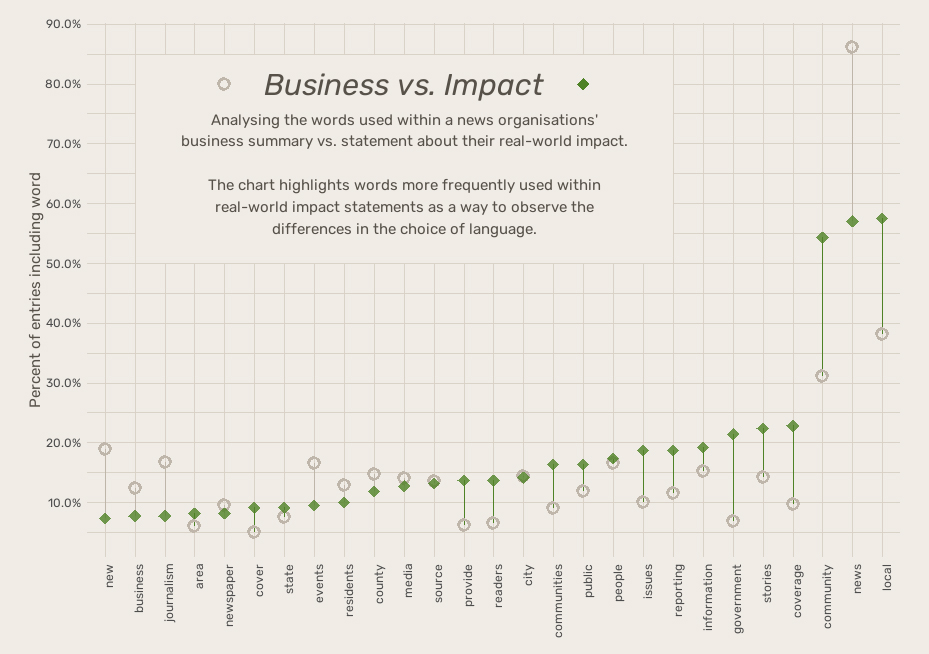 90.0%
80.0%
70.0%
60.0%
50.0%
40.0%
30.0%
20.0%
10.0%
Percent of entries including word
Business vs. Impact
Analysing the words used within a news organisations'
business summary vs. statement about their real-world impact.
The chart highlights words more frequently used within
real-world impact statements as a way to observe the
differences in the choice of language.
new
business
journalism
area
newspaper
cover
state
events
residents
county
media
source
provide
readers
city
communities
public
people
issues
reporting
information
government
stories
coverage
community
news
local